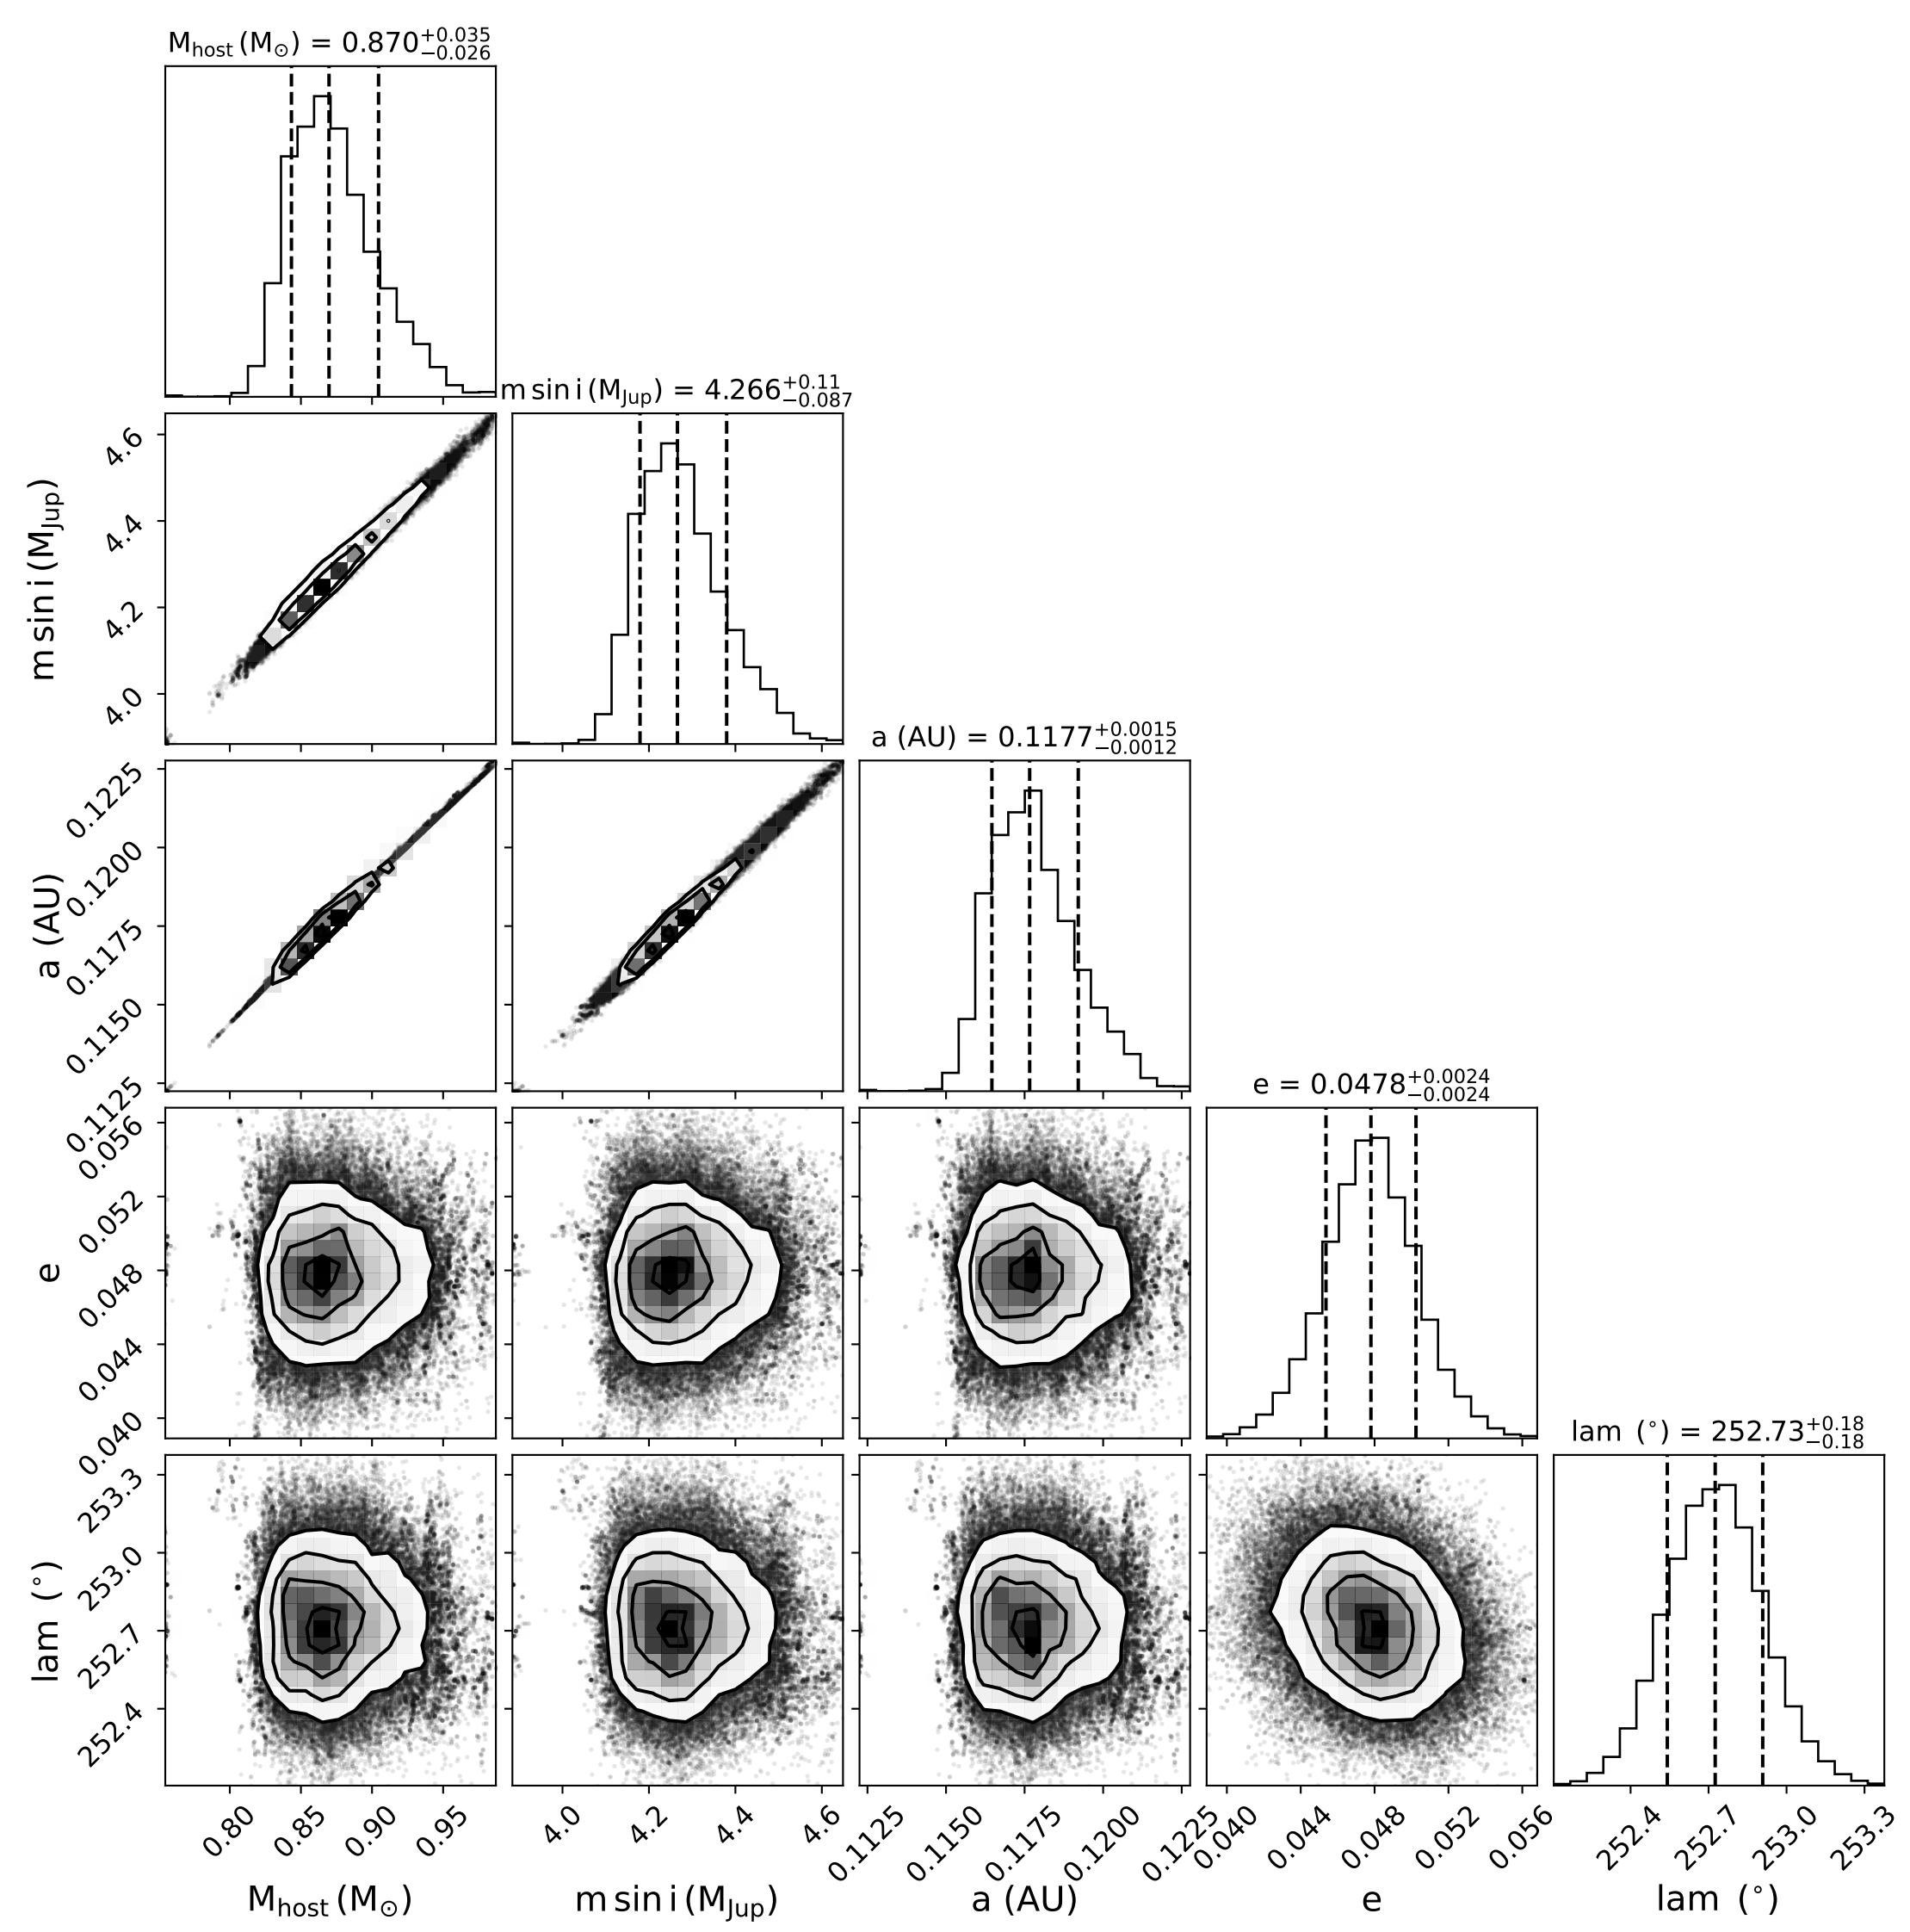 M_host (M_⊙) = 0.870 +0.035 −0.026
m sin i (M_Jup) = 4.266 +0.11 −0.087
4.6
4.4
4.2
4.0
m sin i (M_Jup)
a (AU) = 0.1177 +0.0015 −0.0012
0.1225
0.1200
0.1175
0.1150
0.1125
a (AU)
e = 0.0478 +0.0024 −0.0024
0.056
0.052
0.048
0.044
0.040
e
lam (°) = 252.73 +0.18 −0.18
253.3
253.0
252.7
252.4
lam (°)
0.80 0.85 0.90 0.95
4.0 4.2 4.4 4.6
0.1125 0.1150 0.1175 0.1200 0.1225
0.040 0.044 0.048 0.052 0.056
252.4 252.7 253.0 253.3
M_host (M_⊙)
m sin i (M_Jup)
a (AU)
e
lam (°)